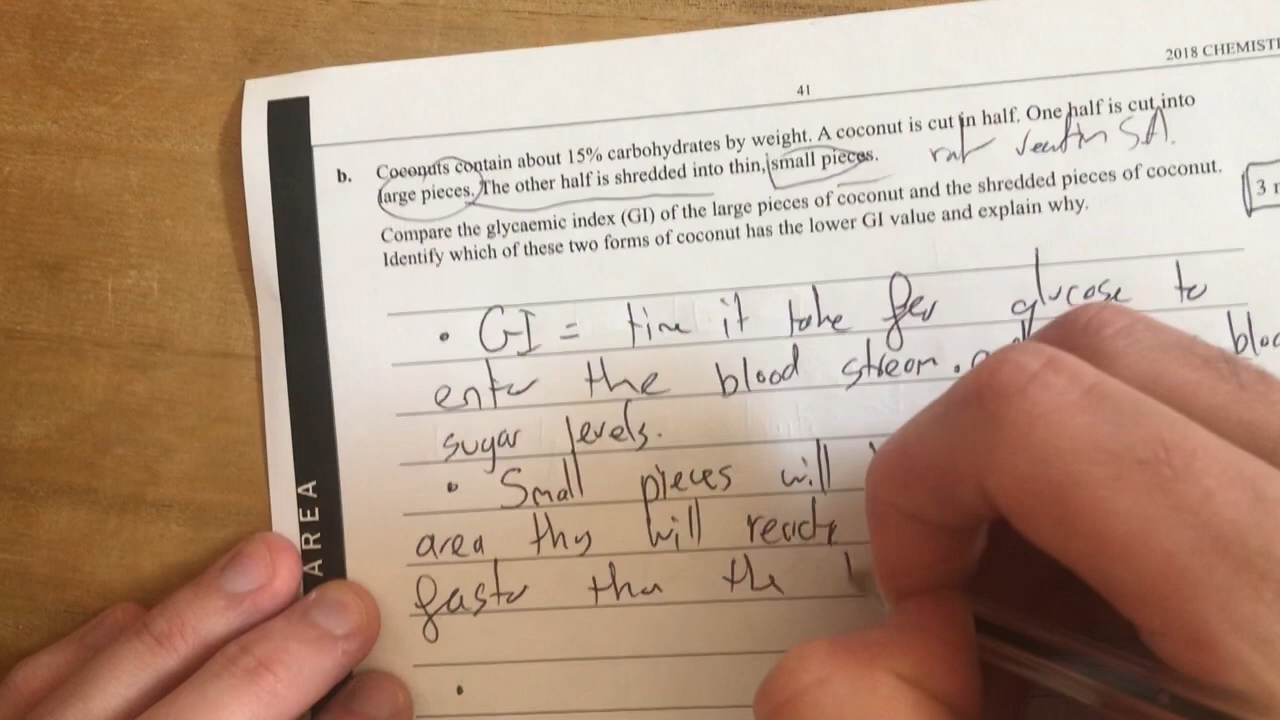 2018 CHEMIST
41
b. Coconuts contain about 15% carbohydrates by weight. A coconut is cut in half. One half is cut into
large pieces. The other half is shredded into thin, small pieces.
S.A.
Compare the glycaemic index (GI) of the large pieces of coconut and the shredded pieces of coconut.
3
Identify which of these two forms of coconut has the lower GI value and explain why.
• GI = time it take for glucose to
enter the blood stream. bloo
sugar levels.
• Small pieces will
area thus will react
faster than the
•
AREA